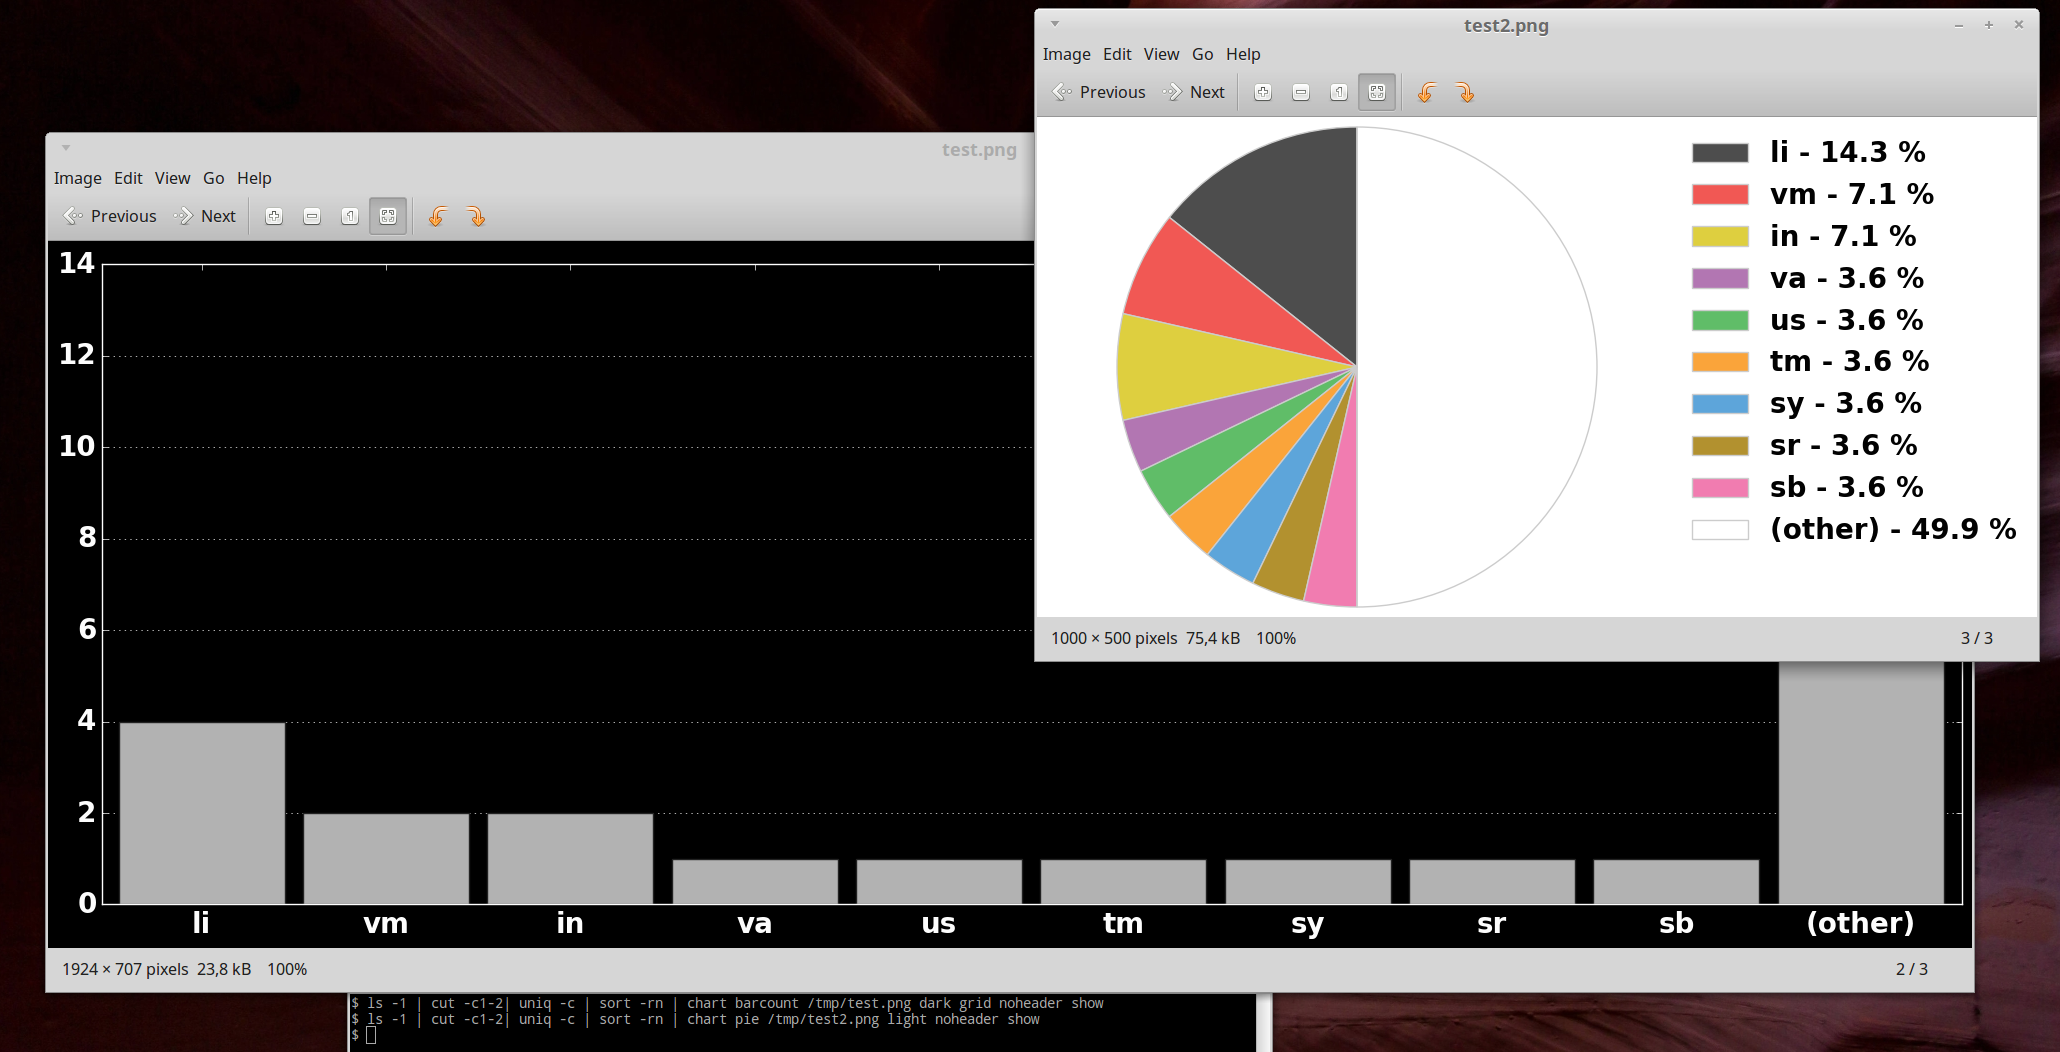 test2.png
Image Edit View Go Help
Previous Next
li - 14.3 %
vm - 7.1 %
in - 7.1 %
va - 3.6 %
us - 3.6 %
tm - 3.6 %
sy - 3.6 %
sr - 3.6 %
sb - 3.6 %
(other) - 49.9 %
1000 × 500 pixels 75,4 kB 100% 3 / 3
test.png
Image Edit View Go Help
Previous Next
14
12
10
8
6
4
2
0
li vm in va us tm sy sr sb (other)
1924 × 707 pixels 23,8 kB 100% 2 / 3
$ ls -1 | cut -c1-2| uniq -c | sort -rn | chart barcount /tmp/test.png dark grid noheader show
$ ls -1 | cut -c1-2| uniq -c | sort -rn | chart pie /tmp/test2.png light noheader show
$